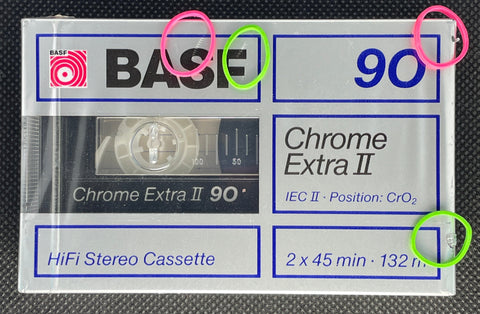 BASF
BASF
90
Chrome
Extra II
IEC II · Position: CrO₂
100 50
Chrome Extra II 90
HiFi Stereo Cassette
2 x 45 min · 132 m